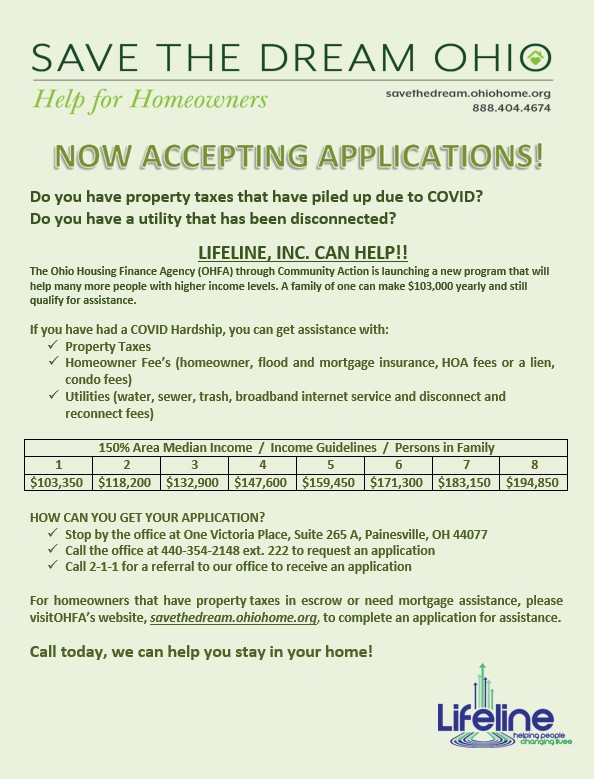 SAVE THE DREAM OHIO
Help for Homeowners
savethedream.ohiohome.org
888.404.4674
NOW ACCEPTING APPLICATIONS!
Do you have property taxes that have piled up due to COVID?
Do you have a utility that has been disconnected?
LIFELINE, INC. CAN HELP!!
The Ohio Housing Finance Agency (OHFA) through Community Action is launching a new program that will
help many more people with higher income levels. A family of one can make $103,000 yearly and still
qualify for assistance.
If you have had a COVID Hardship, you can get assistance with:
✓ Property Taxes
✓ Homeowner Fee's (homeowner, flood and mortgage insurance, HOA fees or a lien,
condo fees)
✓ Utilities (water, sewer, trash, broadband internet service and disconnect and
reconnect fees)
150% Area Median Income / Income Guidelines / Persons in Family
1 2 3 4 5 6 7 8
$103,350 $118,200 $132,900 $147,600 $159,450 $171,300 $183,150 $194,850
HOW CAN YOU GET YOUR APPLICATION?
✓ Stop by the office at One Victoria Place, Suite 265 A, Painesville, OH 44077
✓ Call the office at 440-354-2148 ext. 222 to request an application
✓ Call 2-1-1 for a referral to our office to receive an application
For homeowners that have property taxes in escrow or need mortgage assistance, please
visitOHFA's website, savethedream.ohiohome.org, to complete an application for assistance.
Call today, we can help you stay in your home!
Lifeline
helping people
changing lives